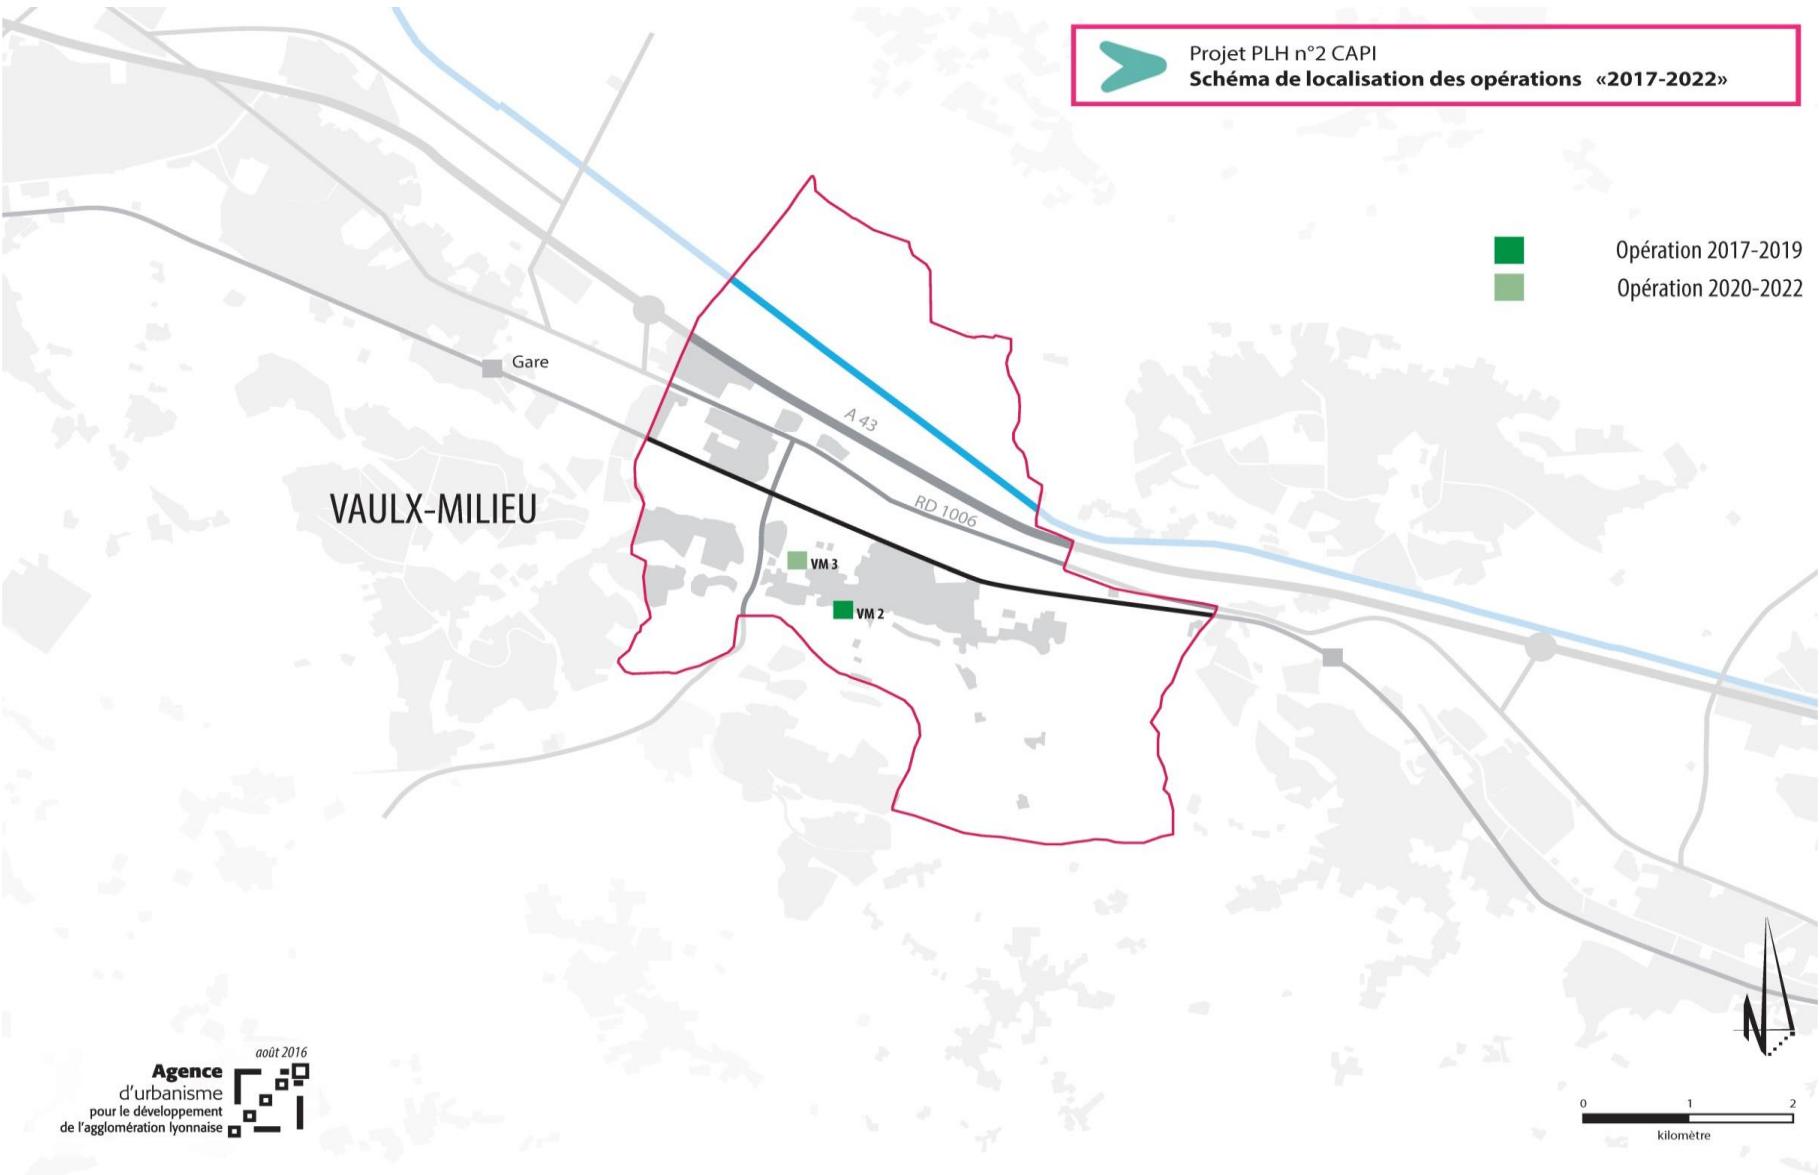 Projet PLH n°2 CAPI
Schéma de localisation des opérations «2017-2022»
Opération 2017-2019
Opération 2020-2022
Gare
A 43
VAULX-MILIEU
RD 1006
VM 3
VM 2
N
août 2016
Agence
d'urbanisme
pour le développement
de l'agglomération lyonnaise
0 1 2
kilomètre